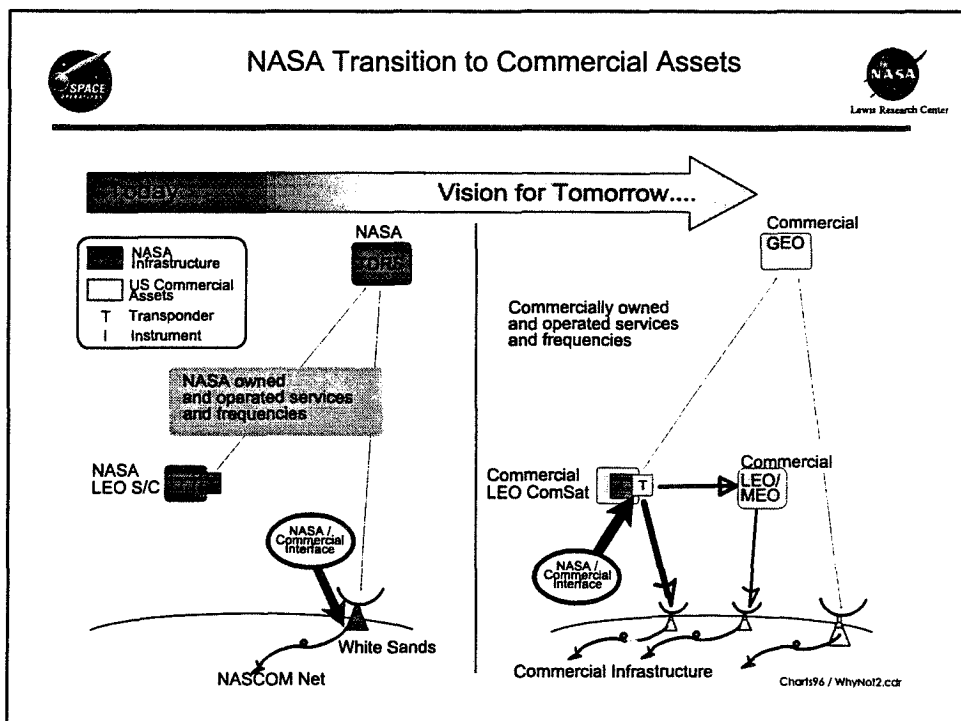 NASA Transition to Commercial Assets
SPACE
OPERATIONS
NASA
Lewis Research Center
Today
Vision for Tomorrow....
NASA
Infrastructure
US Commercial
Assets
T Transponder
I Instrument
NASA
TDRS
NASA owned
and operated services
and frequencies
NASA
LEO S/C
NASA /
Commercial
Interface
White Sands
NASCOM Net
Commercial
GEO
Commercially owned
and operated services
and frequencies
Commercial
LEO ComSat
T
Commercial
LEO/
MEO
NASA /
Commercial
Interface
Commercial Infrastructure
Charts96 / WhyNot2.cdr